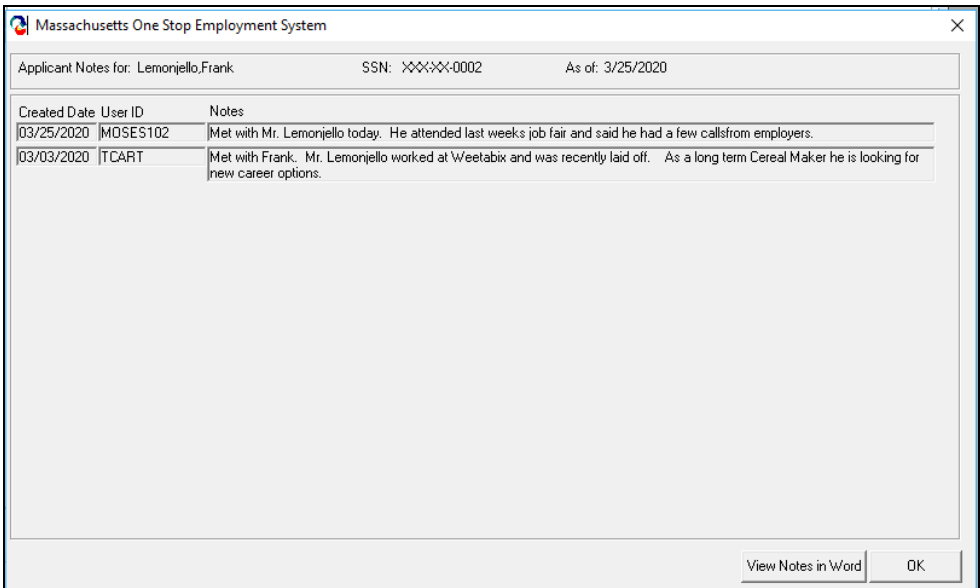 Massachusetts One Stop Employment System
Applicant Notes for: Lemonjello,Frank SSN: XXX-XX-0002 As of: 3/25/2020
Created Date User ID Notes
03/25/2020 MOSES102 Met with Mr. Lemonjello today. He attended last weeks job fair and said he had a few callsfrom employers.
03/03/2020 TCART Met with Frank. Mr. Lemonjello worked at Weetabix and was recently laid off. As a long term Cereal Maker he is looking for
new career options.
View Notes in Word OK